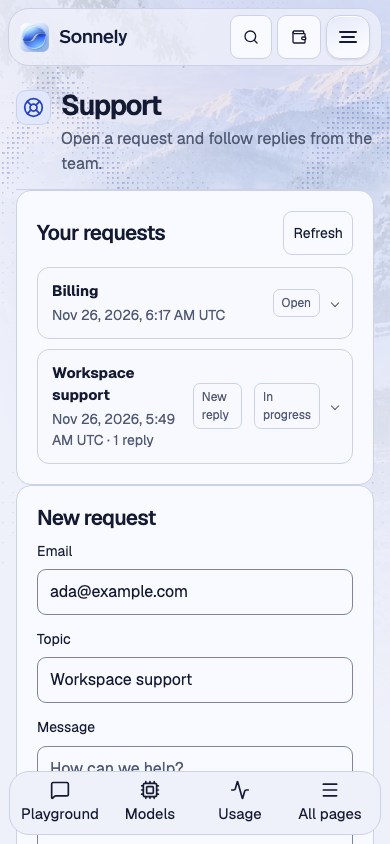 Sonnely
Support
Open a request and follow replies from the
team.
Your requests
Refresh
Billing
Nov 26, 2026, 6:17 AM UTC
Open
Workspace
support
Nov 26, 2026, 5:49
AM UTC · 1 reply
New
reply
In
progress
New request
Email
ada@example.com
Topic
Workspace support
Message
How can we help?
Playground
Models
Usage
All pages